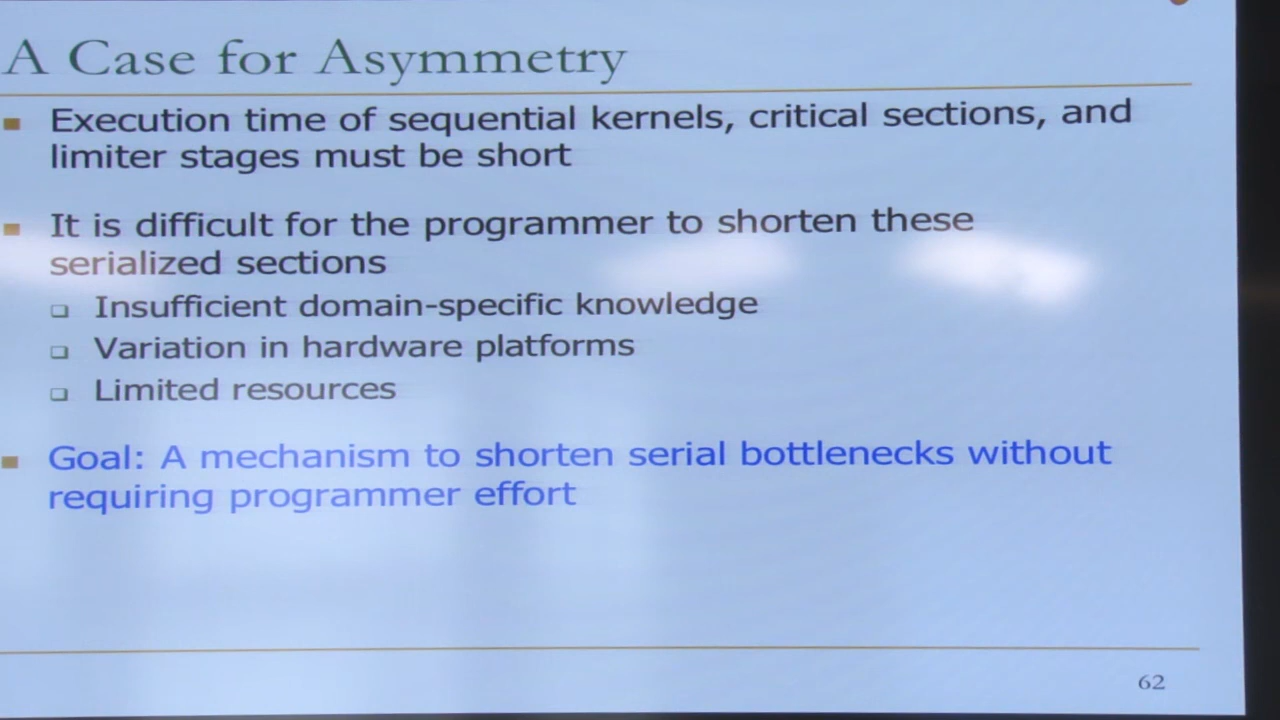 A Case for Asymmetry
Execution time of sequential kernels, critical sections, and
limiter stages must be short
It is difficult for the programmer to shorten these
serialized sections
Insufficient domain-specific knowledge
Variation in hardware platforms
Limited resources
Goal: A mechanism to shorten serial bottlenecks without
requiring programmer effort
62